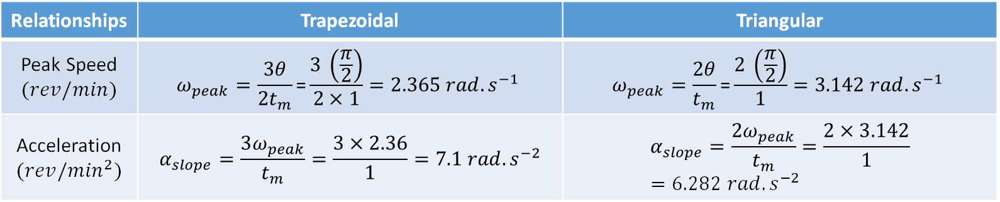 Relationships Trapezoidal Triangular
Peak Speed
(rev/min)
ω_peak = 3θ/2t_m = 3 (π/2)/2 × 1 = 2.365 rad.s⁻¹
ω_peak = 2θ/t_m = 2 (π/2)/1 = 3.142 rad.s⁻¹
Acceleration
(rev/min²)
α_slope = 3ω_peak/t_m = 3 × 2.36/1 = 7.1 rad.s⁻²
α_slope = 2ω_peak/t_m = 2 × 3.142/1
= 6.282 rad.s⁻²